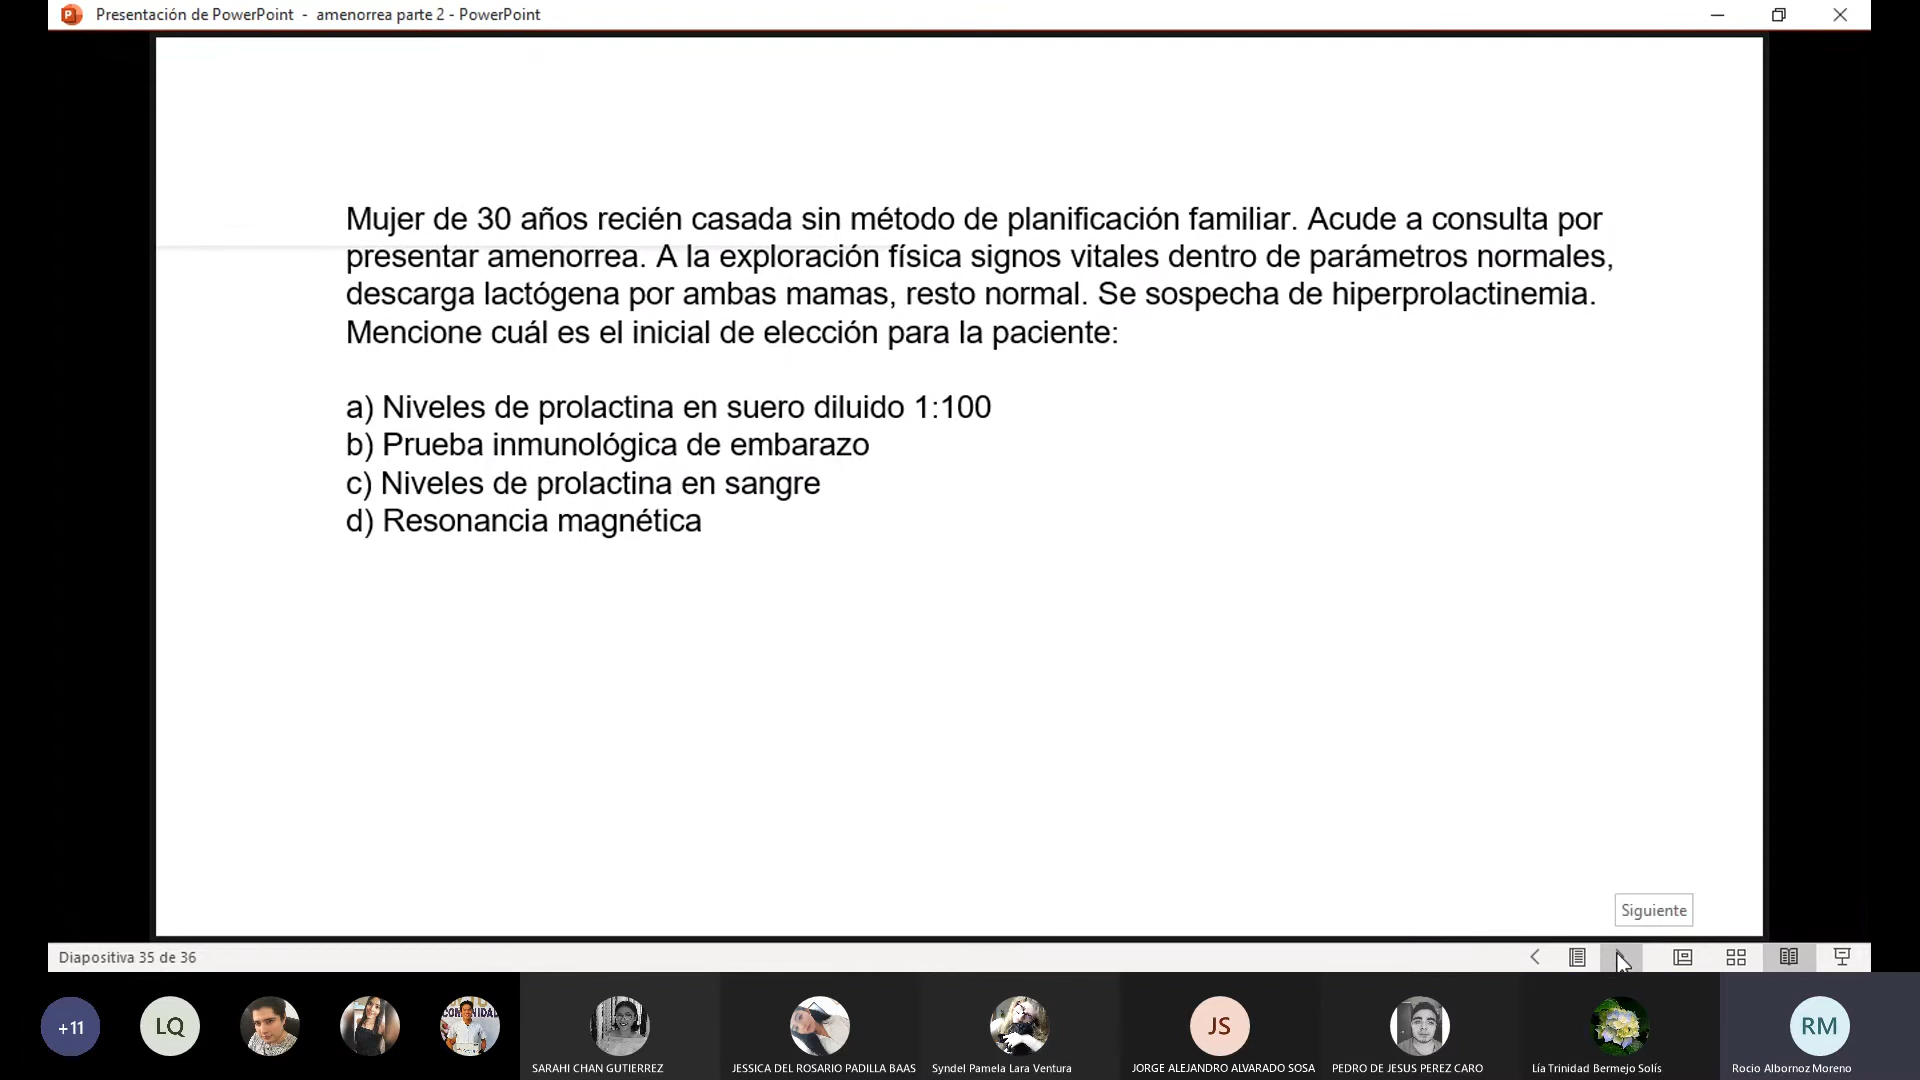 Presentación de PowerPoint - amenorrea parte 2 - PowerPoint
Mujer de 30 años recién casada sin método de planificación familiar. Acude a consulta por
presentar amenorrea. A la exploración física signos vitales dentro de parámetros normales,
descarga lactógena por ambas mamas, resto normal. Se sospecha de hiperprolactinemia.
Mencione cuál es el inicial de elección para la paciente:
a) Niveles de prolactina en suero diluido 1:100
b) Prueba inmunológica de embarazo
c) Niveles de prolactina en sangre
d) Resonancia magnética
Siguiente
Diapositiva 35 de 36
+11
LQ
COMUNIDAD
JS
RM
SARAHI CHAN GUTIERREZ
JESSICA DEL ROSARIO PADILLA BAAS
Syndel Pamela Lara Ventura
JORGE ALEJANDRO ALVARADO SOSA
PEDRO DE JESUS PEREZ CARO
Lía Trinidad Bermejo Solís
Rocio Albornoz Moreno